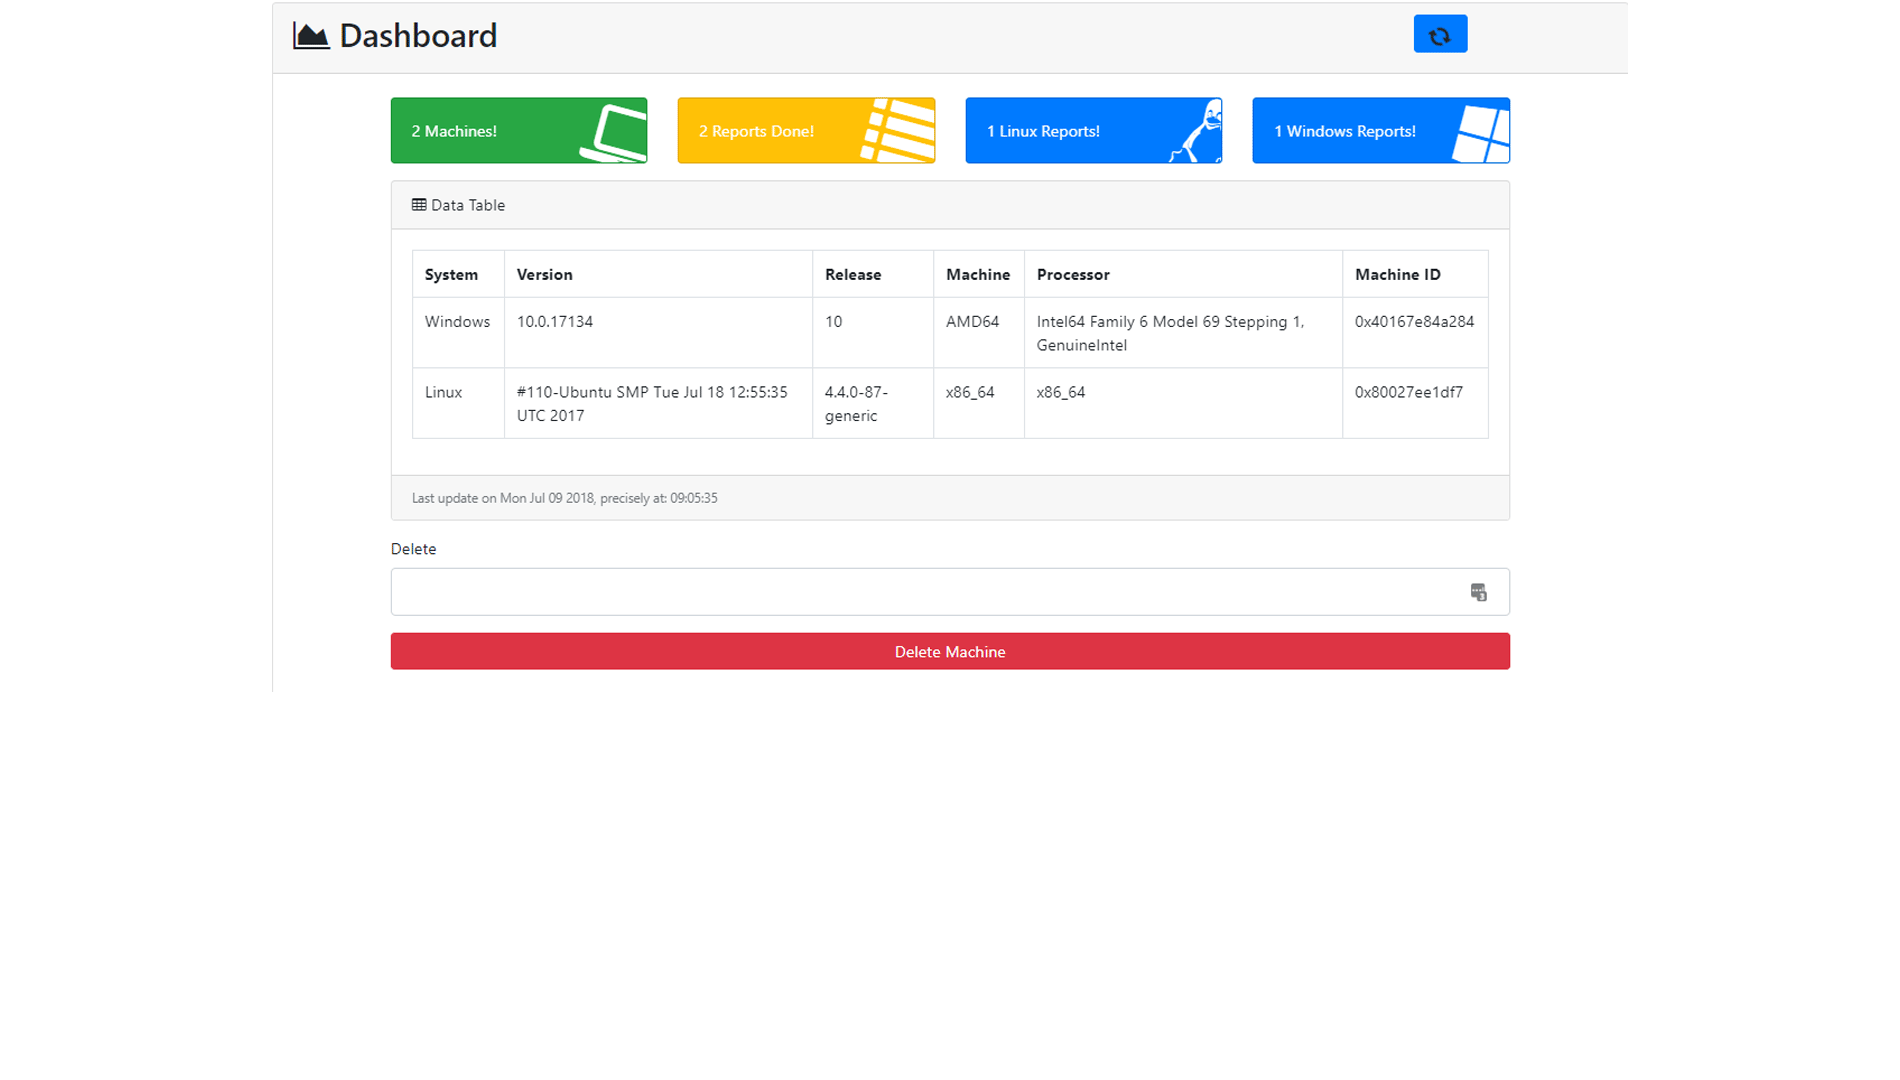 Dashboard
2 Machines!
2 Reports Done!
1 Linux Reports!
1 Windows Reports!
Data Table
System Version Release Machine Processor Machine ID
Windows 10.0.17134 10 AMD64 Intel64 Family 6 Model 69 Stepping 1, 0x40167e84a284
GenuineIntel
Linux #110-Ubuntu SMP Tue Jul 18 12:55:35 4.4.0-87- x86_64 x86_64 0x80027ee1df7
UTC 2017 generic
Last update on Mon Jul 09 2018, precisely at: 09:05:35
Delete
3
Delete Machine